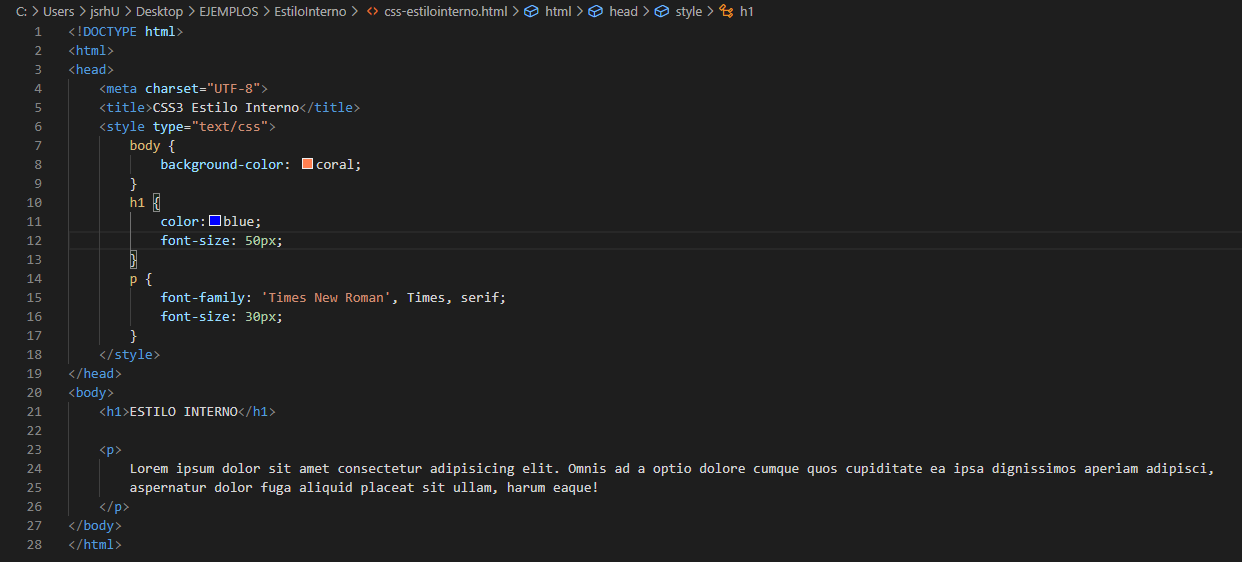 C: > Users > jsrhU > Desktop > EJEMPLOS > EstiloInterno > <> css-estilointerno.html > html > head > style > h1
1 <!DOCTYPE html>
2 <html>
3 <head>
4     <meta charset="UTF-8">
5     <title>CSS3 Estilo Interno</title>
6     <style type="text/css">
7         body {
8             background-color: coral;
9         }
10         h1 {
11             color:blue;
12             font-size: 50px;
13         }
14         p {
15             font-family: 'Times New Roman', Times, serif;
16             font-size: 30px;
17         }
18     </style>
19 </head>
20 <body>
21     <h1>ESTILO INTERNO</h1>
22
23     <p>
24         Lorem ipsum dolor sit amet consectetur adipisicing elit. Omnis ad a optio dolore cumque quos cupiditate ea ipsa dignissimos aperiam adipisci,
25         aspernatur dolor fuga aliquid placeat sit ullam, harum eaque!
26     </p>
27 </body>
28 </html>